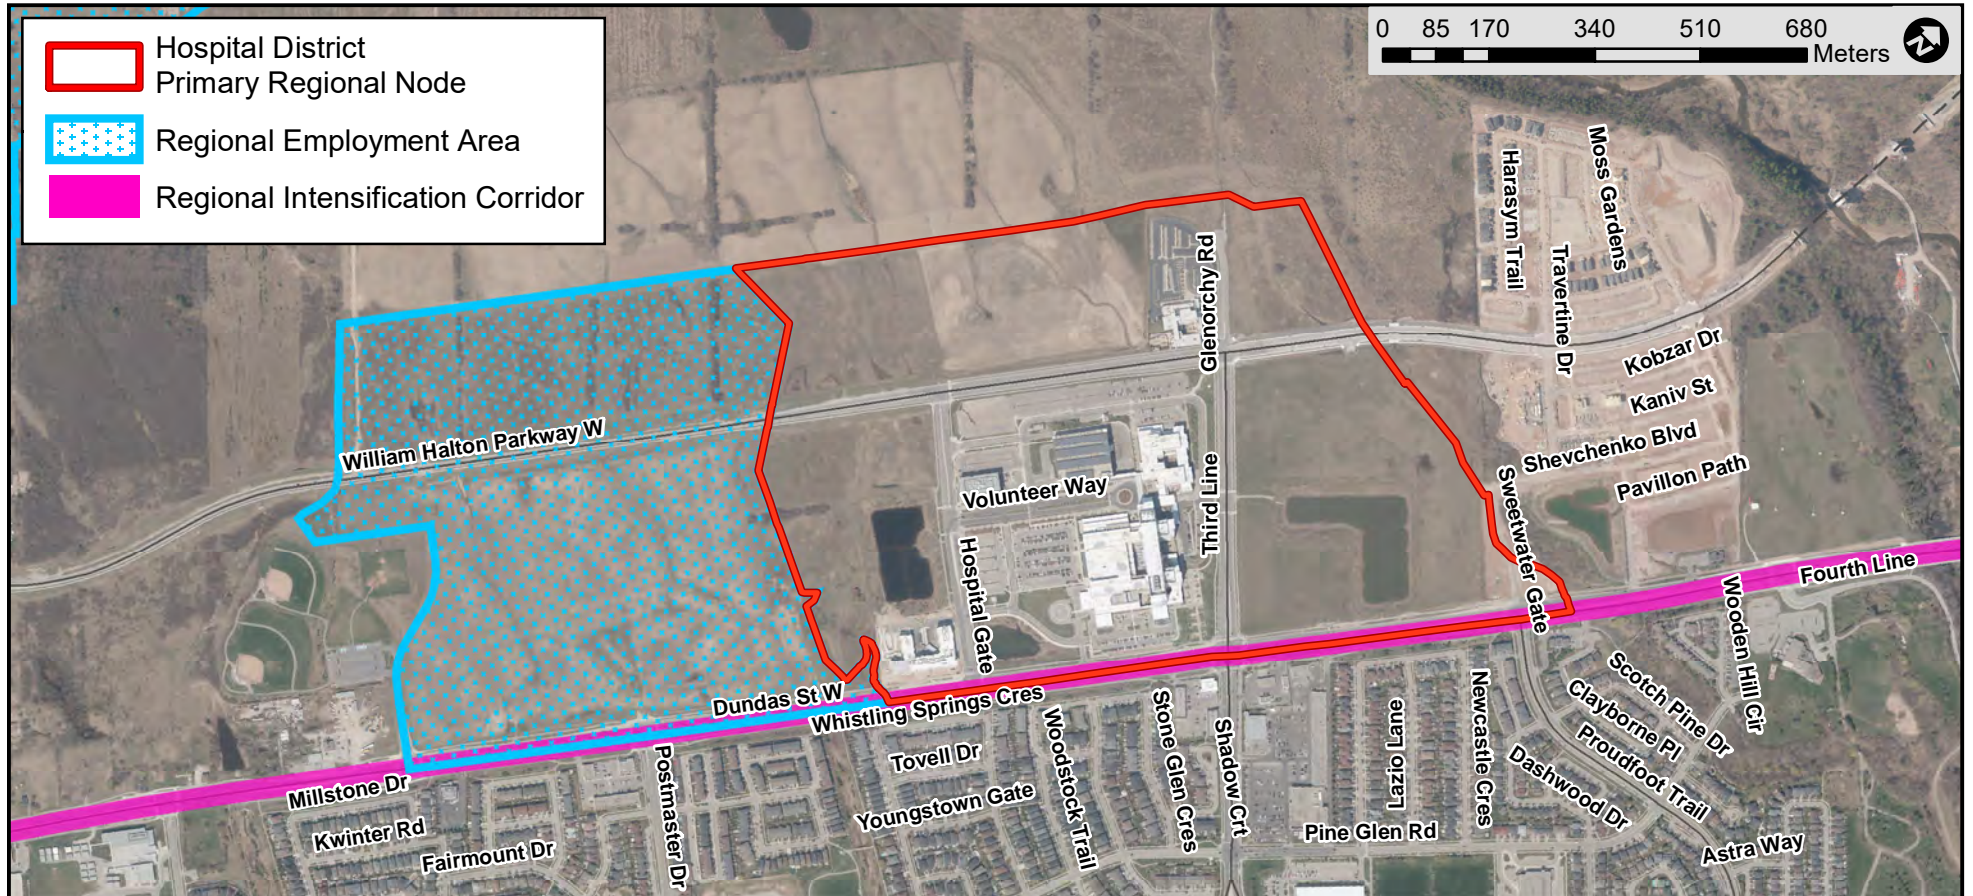 Hospital District
Primary Regional Node
Regional Employment Area
Regional Intensification Corridor
0 85 170 340 510 680
Meters
N
Harasym Trail
Moss Gardens
Travertine Dr
Glenorchy Rd
Kobzar Dr
Kaniv St
Shevchenko Blvd
Pavillon Path
William Halton Parkway W
Volunteer Way
Third Line
Sweetwater Gate
Hospital Gate
Fourth Line
Wooden Hill Cir
Dundas St W
Whistling Springs Cres
Scotch Pine Dr
Clayborne Pl
Proudfoot Trail
Millstone Dr
Postmaster Dr
Tovell Dr
Woodstock Trail
Stone Glen Cres
Shadow Crt
Lazio Lane
Newcastle Cres
Dashwood Dr
Kwinter Rd
Fairmount Dr
Youngstown Gate
Pine Glen Rd
Astra Way